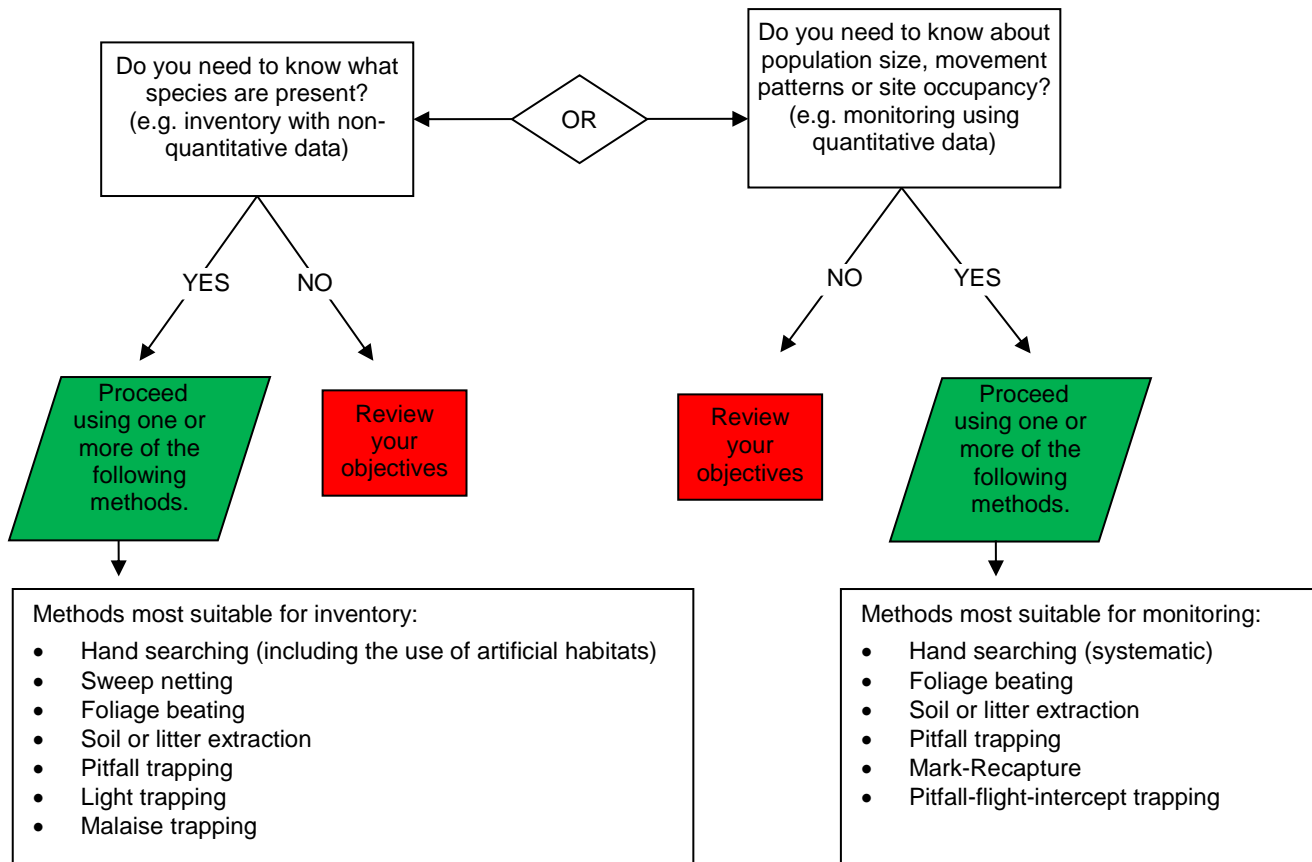 Do you need to know what
species are present?
(e.g. inventory with non-
quantitative data)
OR
Do you need to know about
population size, movement
patterns or site occupancy?
(e.g. monitoring using
quantitative data)
YES
NO
NO
YES
Proceed
using one or
more of the
following
methods.
Review
your
objectives
Review
your
objectives
Proceed
using one or
more of the
following
methods.
Methods most suitable for inventory:
• Hand searching (including the use of artificial habitats)
• Sweep netting
• Foliage beating
• Soil or litter extraction
• Pitfall trapping
• Light trapping
• Malaise trapping
Methods most suitable for monitoring:
• Hand searching (systematic)
• Foliage beating
• Soil or litter extraction
• Pitfall trapping
• Mark-Recapture
• Pitfall-flight-intercept trapping